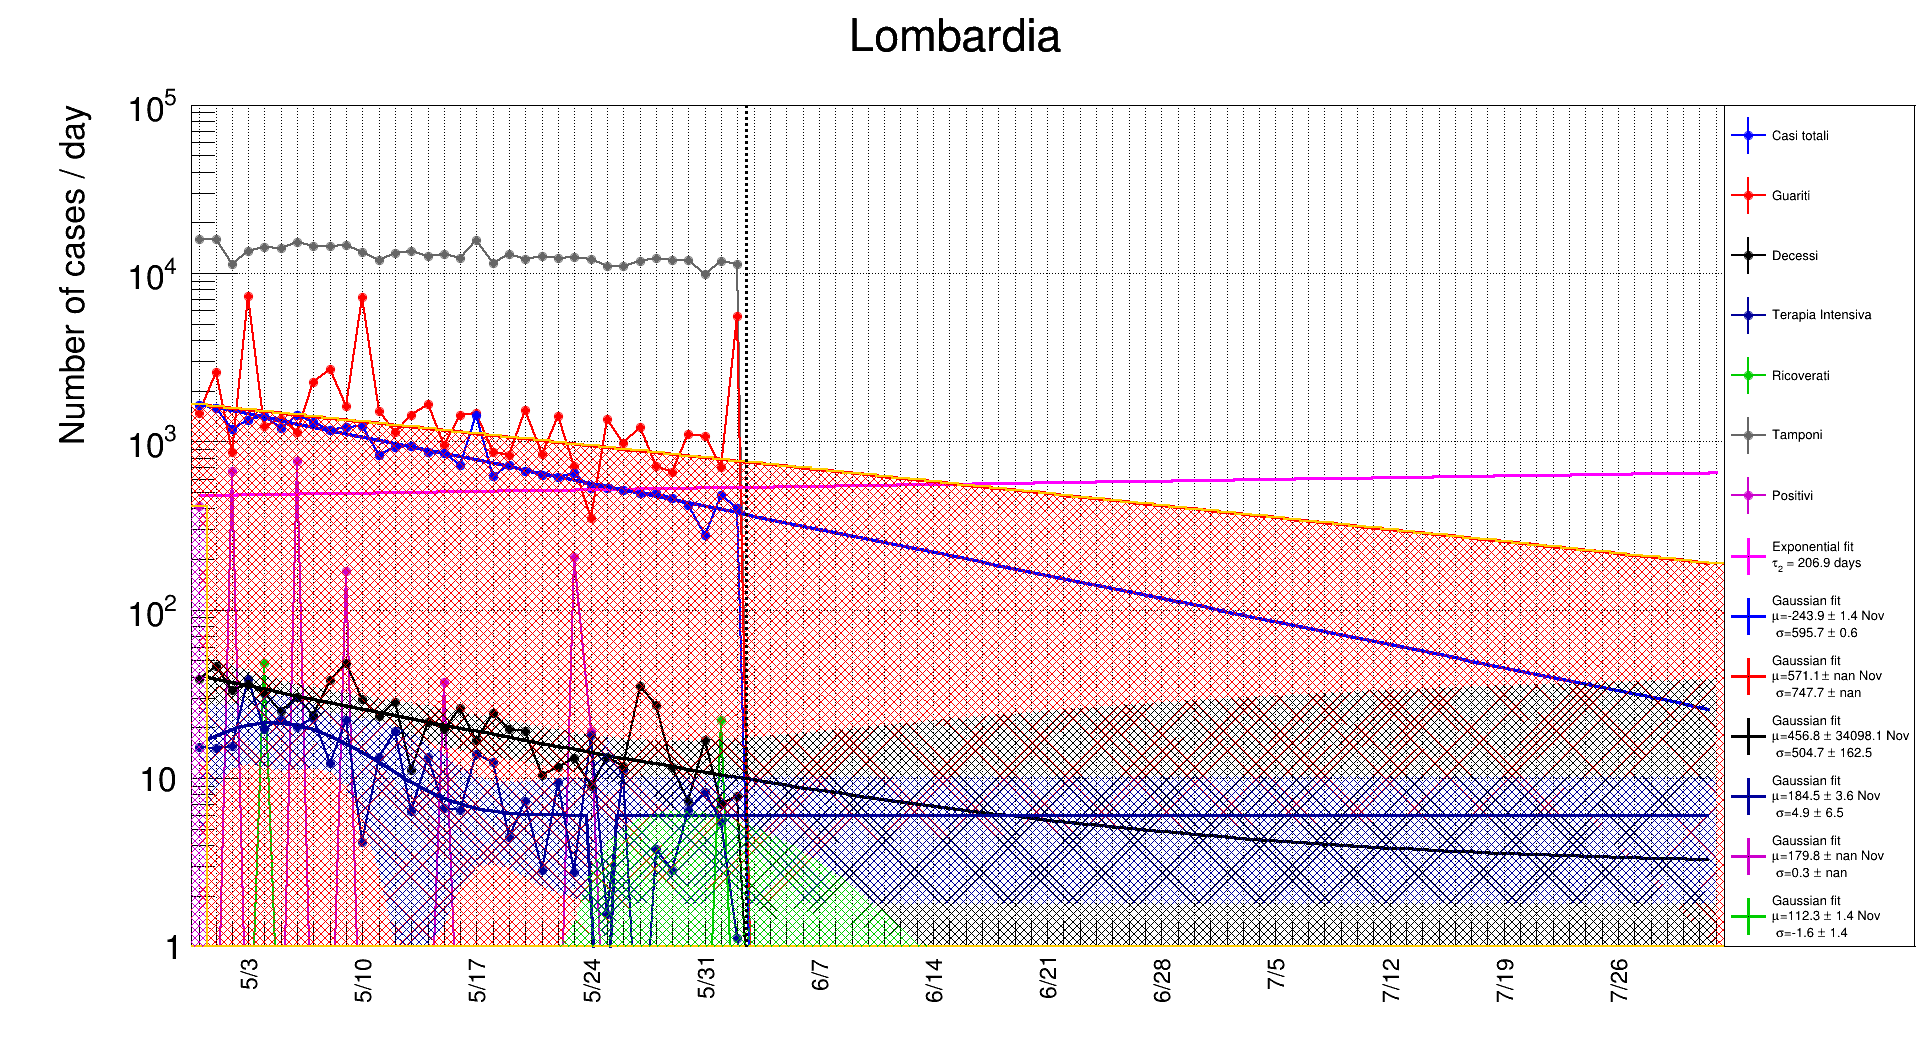 Lombardia
Number of cases / day
10^5
10^4
10^3
10^2
10
1
5/3
5/10
5/17
5/24
5/31
6/7
6/14
6/21
6/28
7/5
7/12
7/19
7/26
Casi totali
Guariti
Decessi
Terapia Intensiva
Ricoverati
Tamponi
Positivi
Exponential fit
τ_2 = 206.9 days
Gaussian fit
μ=-243.9 ± 1.4 Nov
σ=595.7 ± 0.6
Gaussian fit
μ=571.1 ± nan Nov
σ=747.7 ± nan
Gaussian fit
μ=456.8 ± 34098.1 Nov
σ=504.7 ± 162.5
Gaussian fit
μ=184.5 ± 3.6 Nov
σ=4.9 ± 6.5
Gaussian fit
μ=179.8 ± nan Nov
σ=0.3 ± nan
Gaussian fit
μ=112.3 ± 1.4 Nov
σ=-1.6 ± 1.4